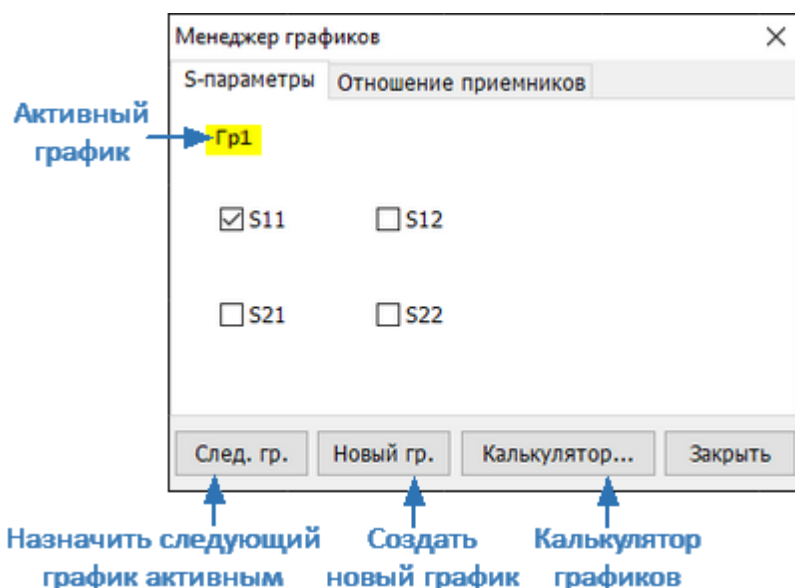 Менеджер графиков
S-параметры Отношение приемников
Активный
график
Гр1
S11 S12
S21 S22
След. гр. Новый гр. Калькулятор... Закрыть
Назначить следующий
график активным
Создать
новый график
Калькулятор
графиков